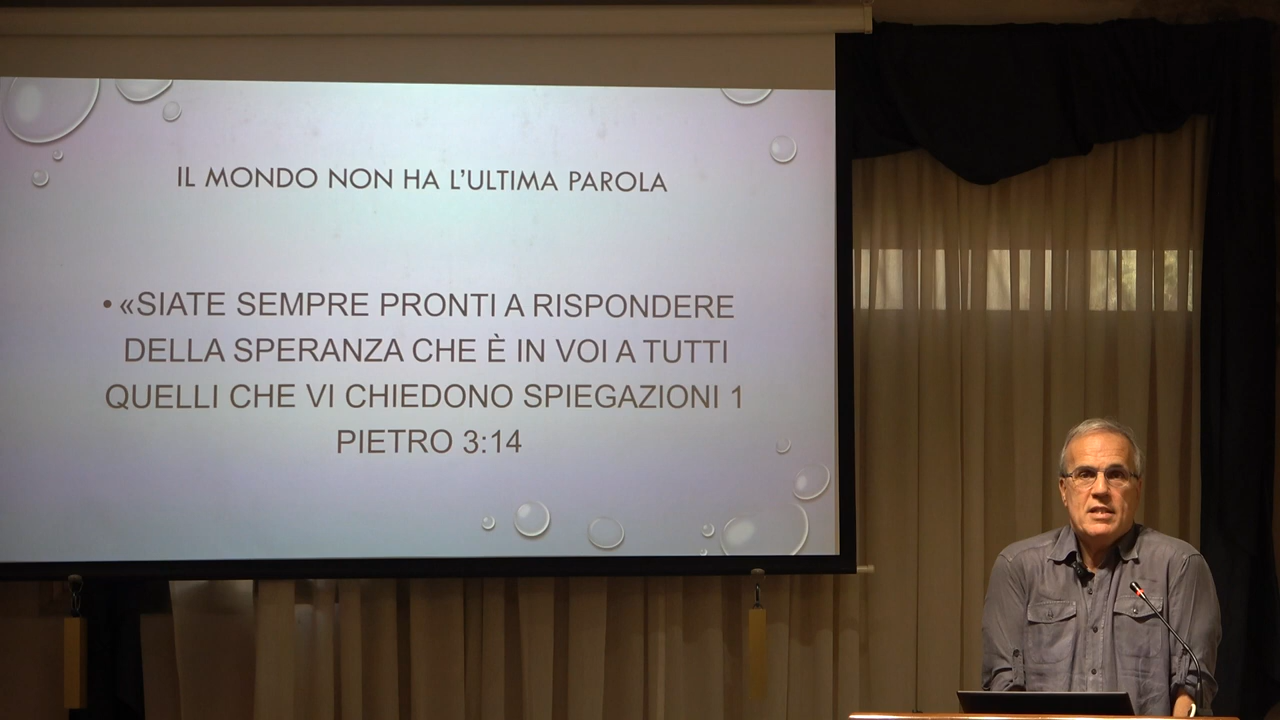 IL MONDO NON HA L'ULTIMA PAROLA
• «SIATE SEMPRE PRONTI A RISPONDERE
DELLA SPERANZA CHE È IN VOI A TUTTI
QUELLI CHE VI CHIEDONO SPIEGAZIONI 1
PIETRO 3:14